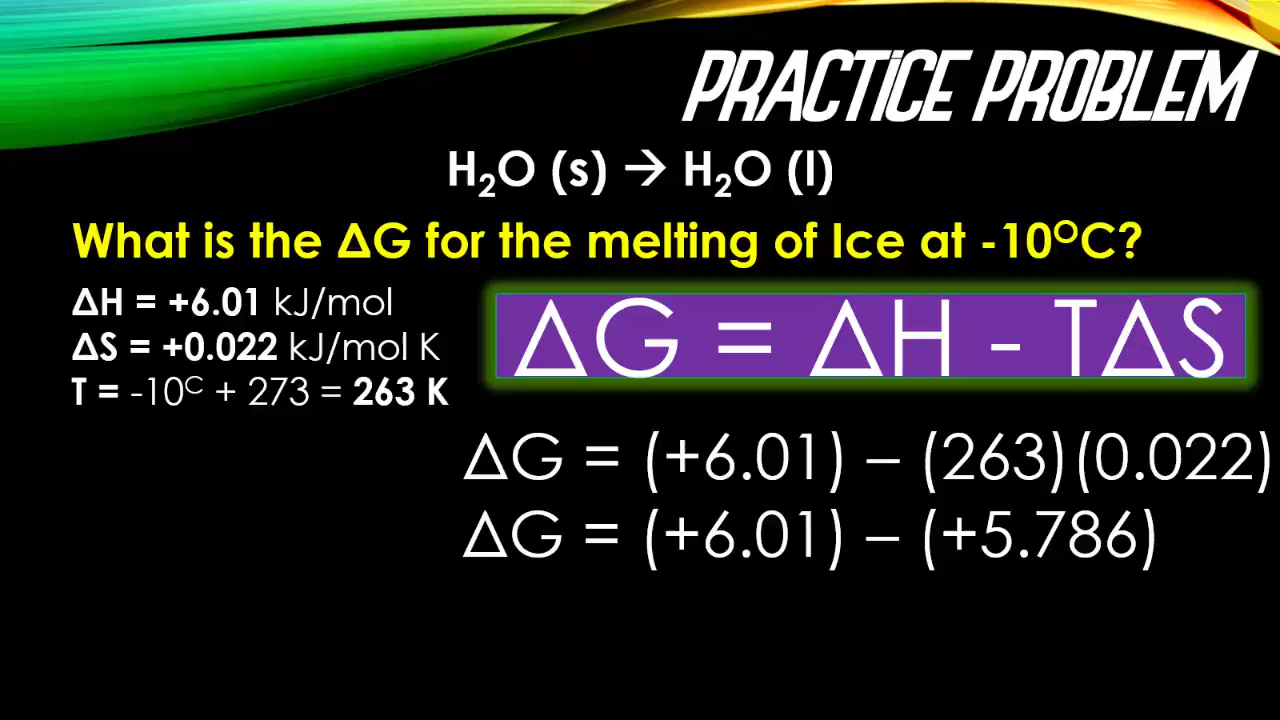 PRACTICE PROBLEM
H₂O (s) → H₂O (l)
What is the ΔG for the melting of Ice at -10ᴼC?
ΔH = +6.01 kJ/mol
ΔS = +0.022 kJ/mol K
T = -10ᶜ + 273 = 263 K
ΔG = ΔH - TΔS
ΔG = (+6.01) – (263)(0.022)
ΔG = (+6.01) – (+5.786)